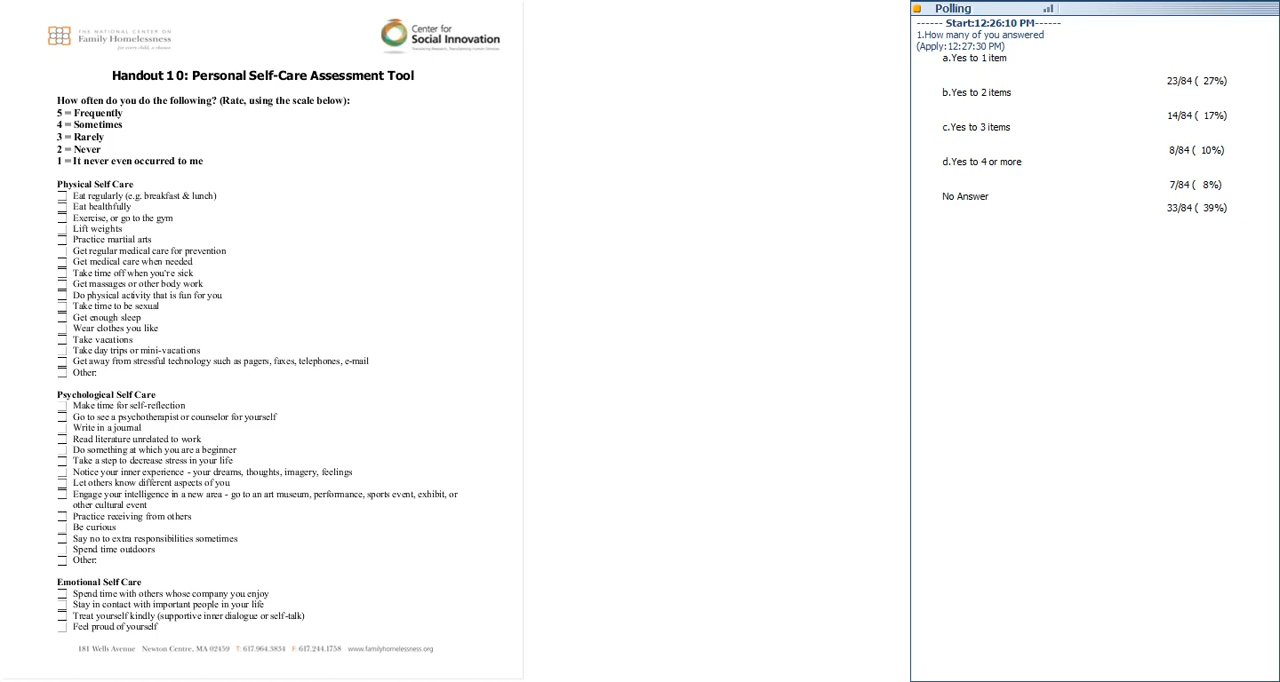 THE NATIONAL CENTER ON
Family Homelessness
for every child, a chance
Center for
Social Innovation
Translating Research, Transforming Human Services
Handout 10: Personal Self-Care Assessment Tool
How often do you do the following? (Rate, using the scale below):
5 = Frequently
4 = Sometimes
3 = Rarely
2 = Never
1 = It never even occurred to me
Physical Self Care
Eat regularly (e.g. breakfast & lunch)
Eat healthfully
Exercise, or go to the gym
Lift weights
Practice martial arts
Get regular medical care for prevention
Get medical care when needed
Take time off when you're sick
Get massages or other body work
Do physical activity that is fun for you
Take time to be sexual
Get enough sleep
Wear clothes you like
Take vacations
Take day trips or mini-vacations
Get away from stressful technology such as pagers, faxes, telephones, e-mail
Other:
Psychological Self Care
Make time for self-reflection
Go to see a psychotherapist or counselor for yourself
Write in a journal
Read literature unrelated to work
Do something at which you are a beginner
Take a step to decrease stress in your life
Notice your inner experience - your dreams, thoughts, imagery, feelings
Let others know different aspects of you
Engage your intelligence in a new area - go to an art museum, performance, sports event, exhibit, or
other cultural event
Practice receiving from others
Be curious
Say no to extra responsibilities sometimes
Spend time outdoors
Other:
Emotional Self Care
Spend time with others whose company you enjoy
Stay in contact with important people in your life
Treat yourself kindly (supportive inner dialogue or self-talk)
Feel proud of yourself
181 Wells Avenue Newton Centre, MA 02459 T: 617.964.3834 F: 617.244.1758 www.familyhomelessness.org
Polling
------ Start:12:26:10 PM------
1.How many of you answered
(Apply:12:27:30 PM)
a.Yes to 1 item
23/84 ( 27%)
b.Yes to 2 items
14/84 ( 17%)
c.Yes to 3 items
8/84 ( 10%)
d.Yes to 4 or more
7/84 ( 8%)
No Answer
33/84 ( 39%)